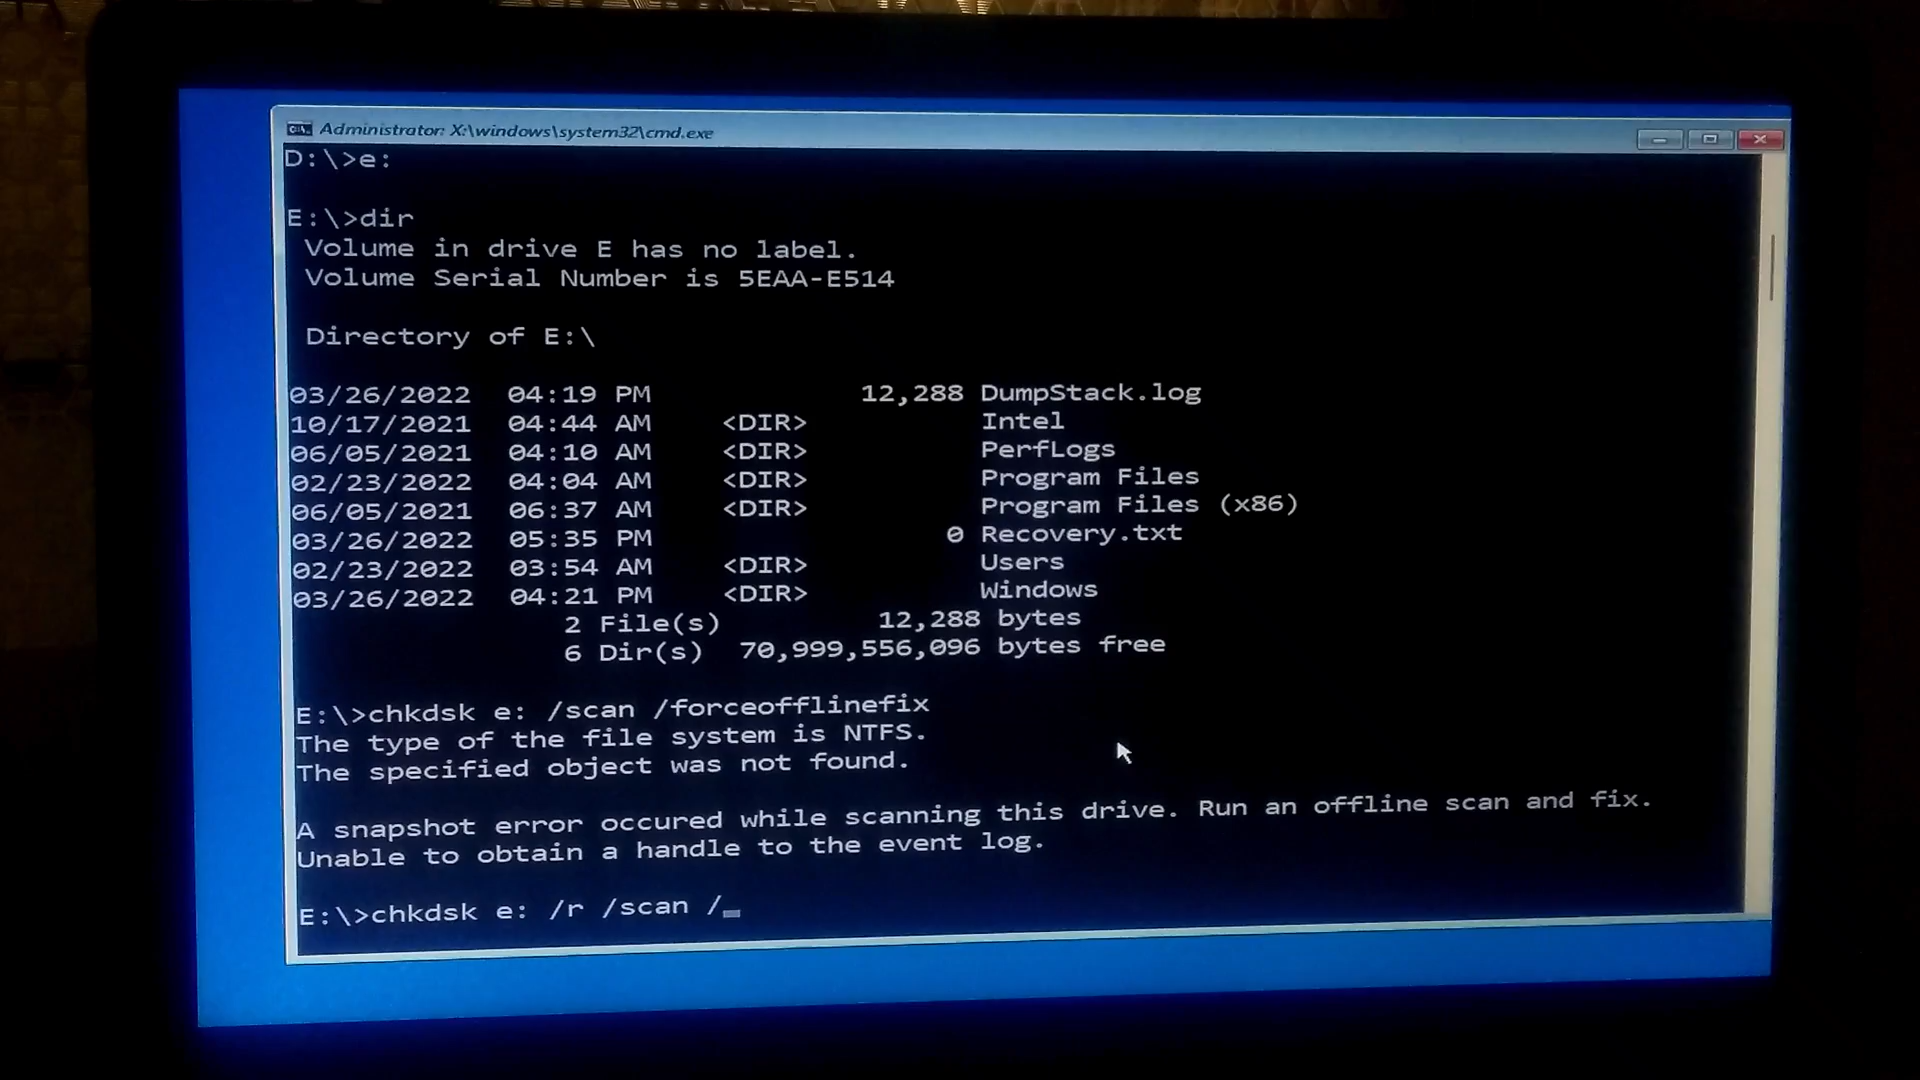 Administrator: X:\windows\system32\cmd.exe
D:\>e:
E:\>dir
Volume in drive E has no label.
Volume Serial Number is 5EAA-E514
Directory of E:\
03/26/2022 04:19 PM 12,288 DumpStack.log
10/17/2021 04:44 AM <DIR> Intel
06/05/2021 04:10 AM <DIR> PerfLogs
02/23/2022 04:04 AM <DIR> Program Files
06/05/2021 06:37 AM <DIR> Program Files (x86)
03/26/2022 05:35 PM 0 Recovery.txt
02/23/2022 03:54 AM <DIR> Users
03/26/2022 04:21 PM <DIR> Windows
2 File(s) 12,288 bytes
6 Dir(s) 70,999,556,096 bytes free
E:\>chkdsk e: /scan /forceofflinefix
The type of the file system is NTFS.
The specified object was not found.
A snapshot error occured while scanning this drive. Run an offline scan and fix.
Unable to obtain a handle to the event log.
E:\>chkdsk e: /r /scan /